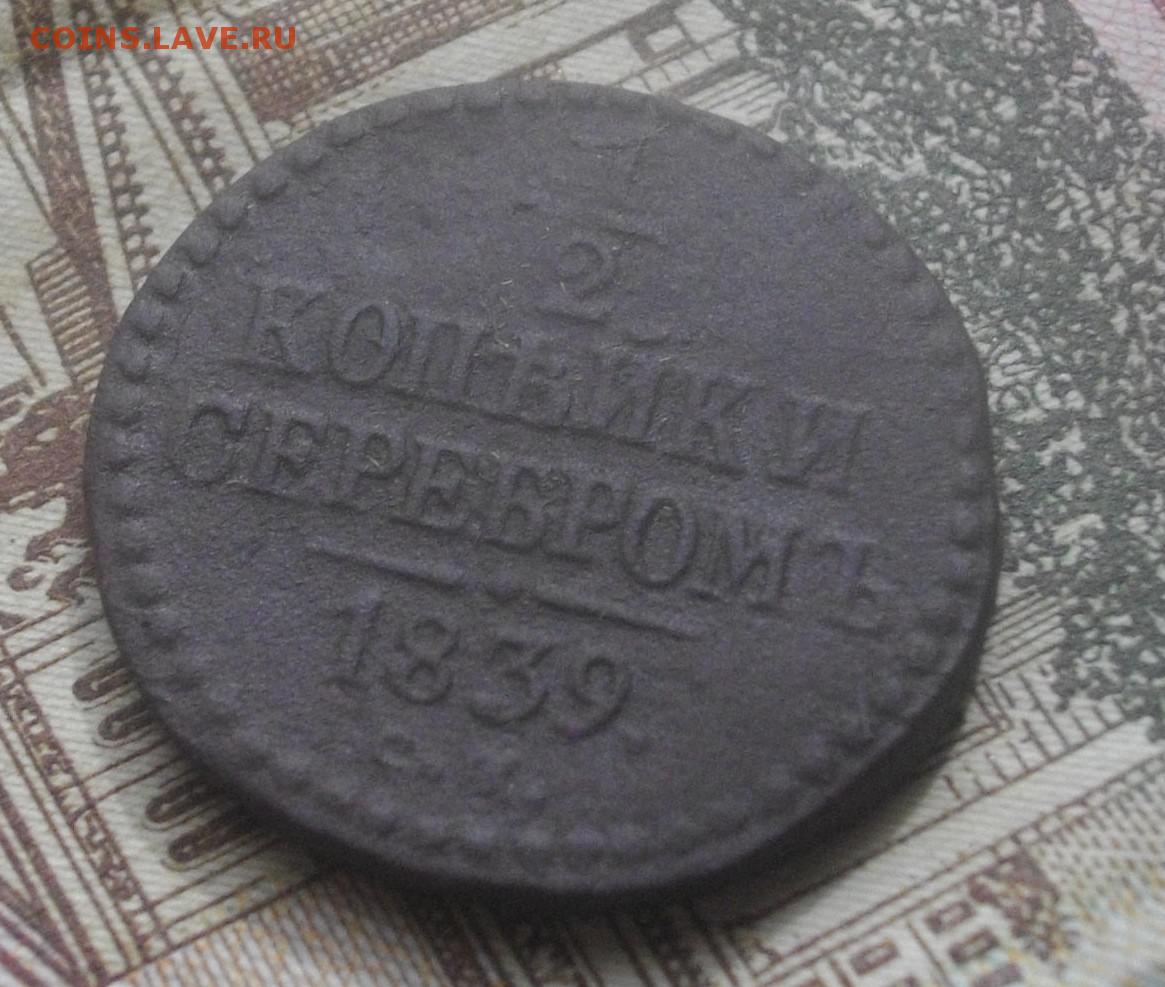 COINS.LAVE.RU
1
2
КОПѢЙКИ
СЕРЕБРОМЪ
1839.